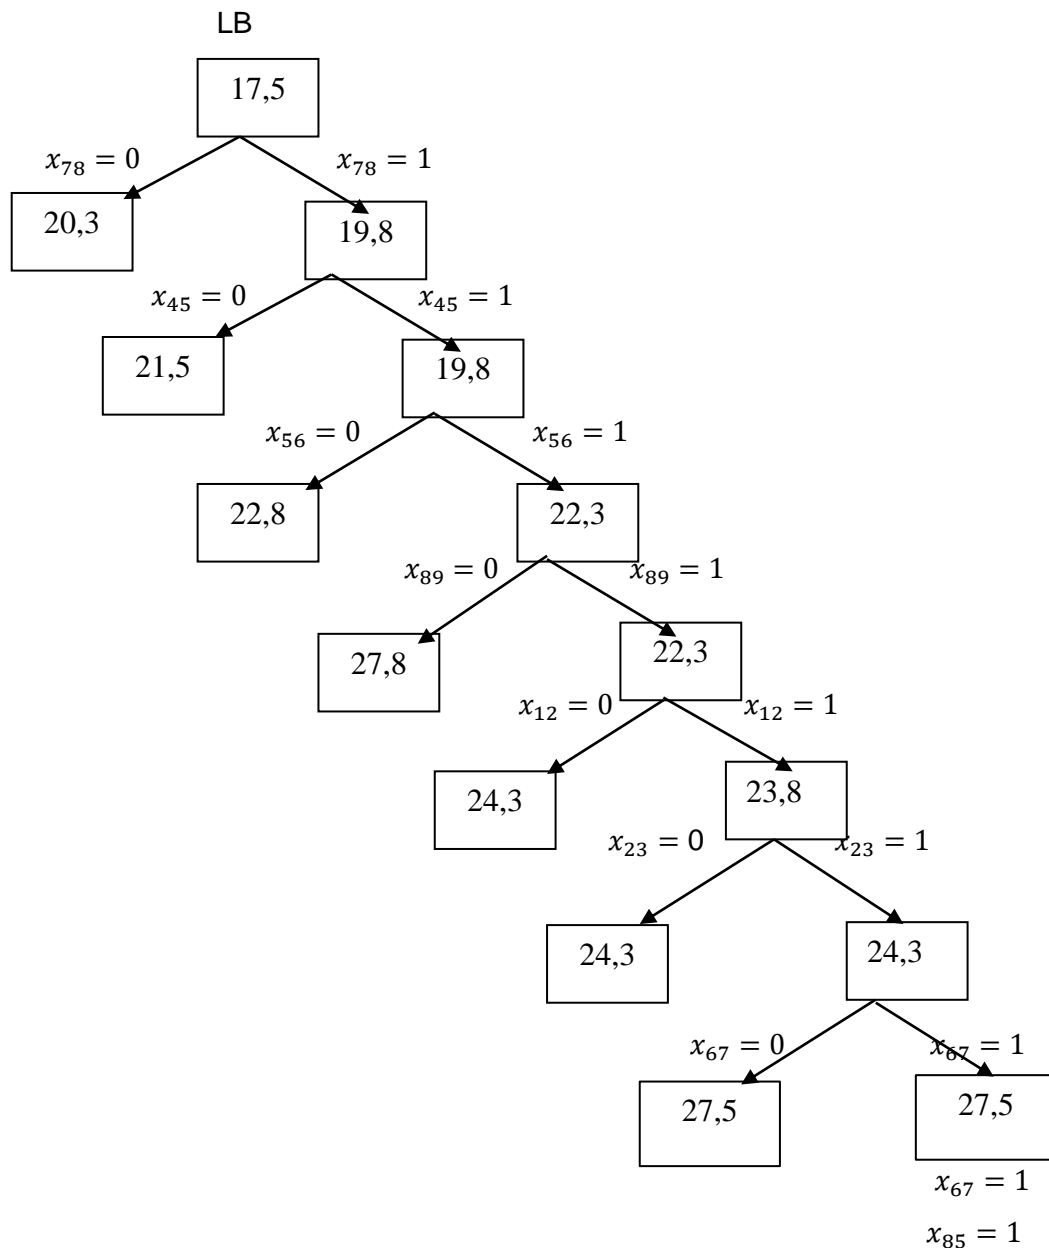 LB
17,5
x₇₈ = 0
x₇₈ = 1
20,3
19,8
x₄₅ = 0
x₄₅ = 1
21,5
19,8
x₅₆ = 0
x₅₆ = 1
22,8
22,3
x₈₉ = 0
x₈₉ = 1
27,8
22,3
x₁₂ = 0
x₁₂ = 1
24,3
23,8
x₂₃ = 0
x₂₃ = 1
24,3
24,3
x₆₇ = 0
x₆₇ = 1
27,5
27,5
x₆₇ = 1
x₈₅ = 1